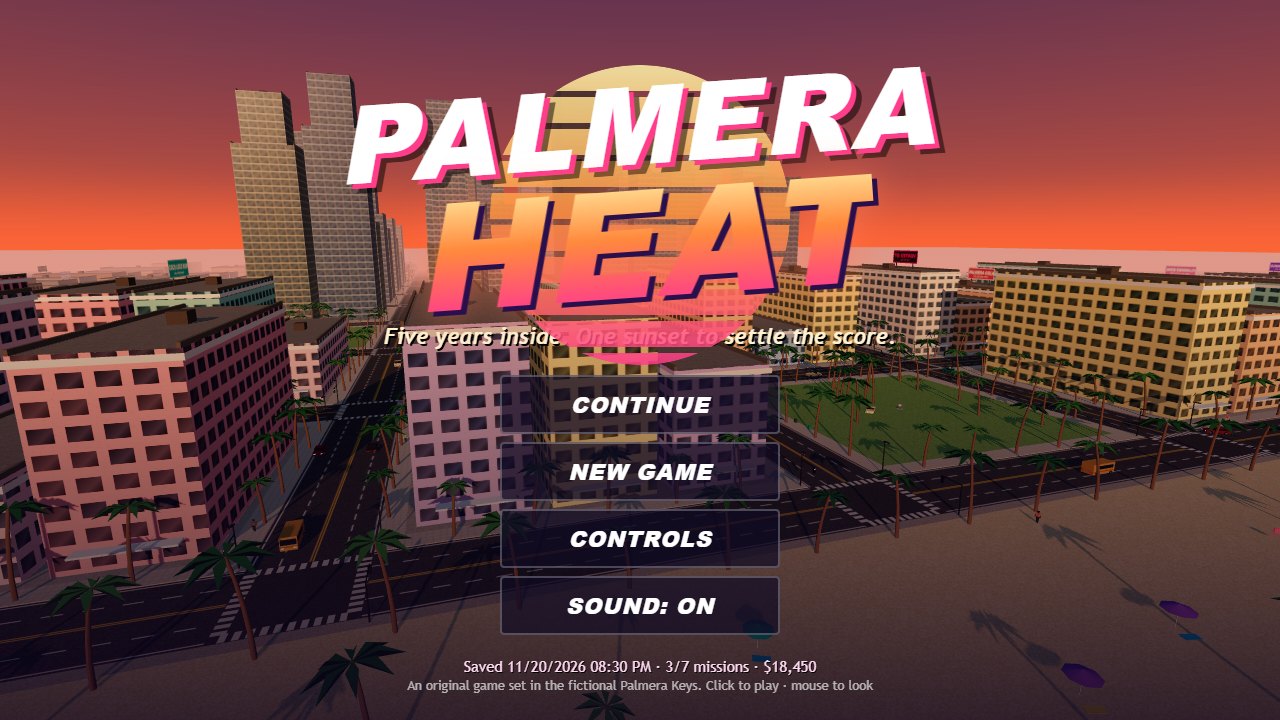 PALMERA
HEAT
Five years inside. One sunset to settle the score.
CONTINUE
NEW GAME
CONTROLS
SOUND: ON
Saved 11/20/2026 08:30 PM · 3/7 missions · $18,450
An original game set in the fictional Palmera Keys. Click to play · mouse to look